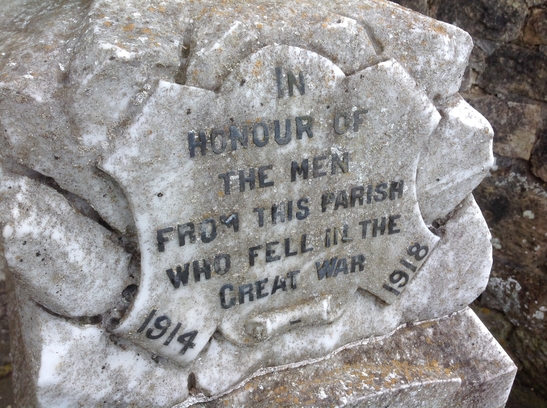 IN
HONOUR OF
THE MEN
FROM THIS PARISH
WHO FELL IN THE
GREAT WAR
1914 1918